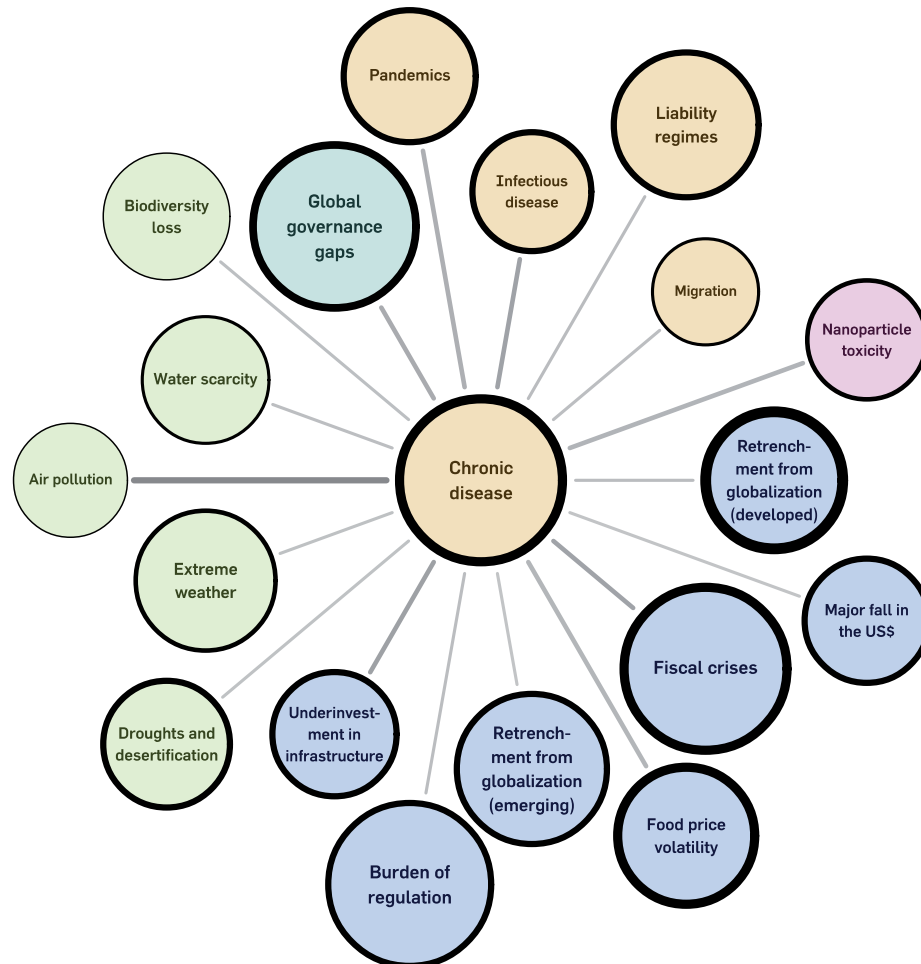 Pandemics
Liability
regimes
Infectious
disease
Biodiversity
loss
Global
governance
gaps
Migration
Nanoparticle
toxicity
Water scarcity
Retrench-
ment from
globalization
(developed)
Chronic
disease
Air pollution
Extreme
weather
Major fall in
the US$
Fiscal crises
Droughts and
desertification
Underinvest-
ment in
infrastructure
Retrench-
ment from
globalization
(emerging)
Food price
volatility
Burden of
regulation